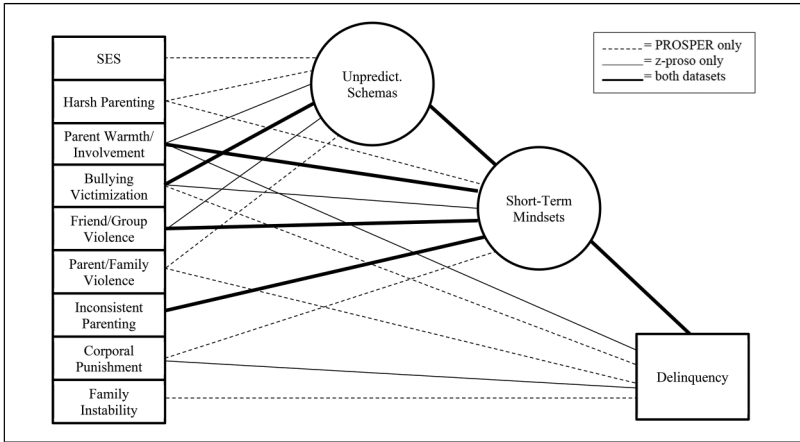 SES
Harsh Parenting
Parent Warmth/
Involvement
Bullying
Victimization
Friend/Group
Violence
Parent/Family
Violence
Inconsistent
Parenting
Corporal
Punishment
Family
Instability
Unpredict.
Schemas
Short-Term
Mindsets
Delinquency
= PROSPER only
= z-proso only
= both datasets